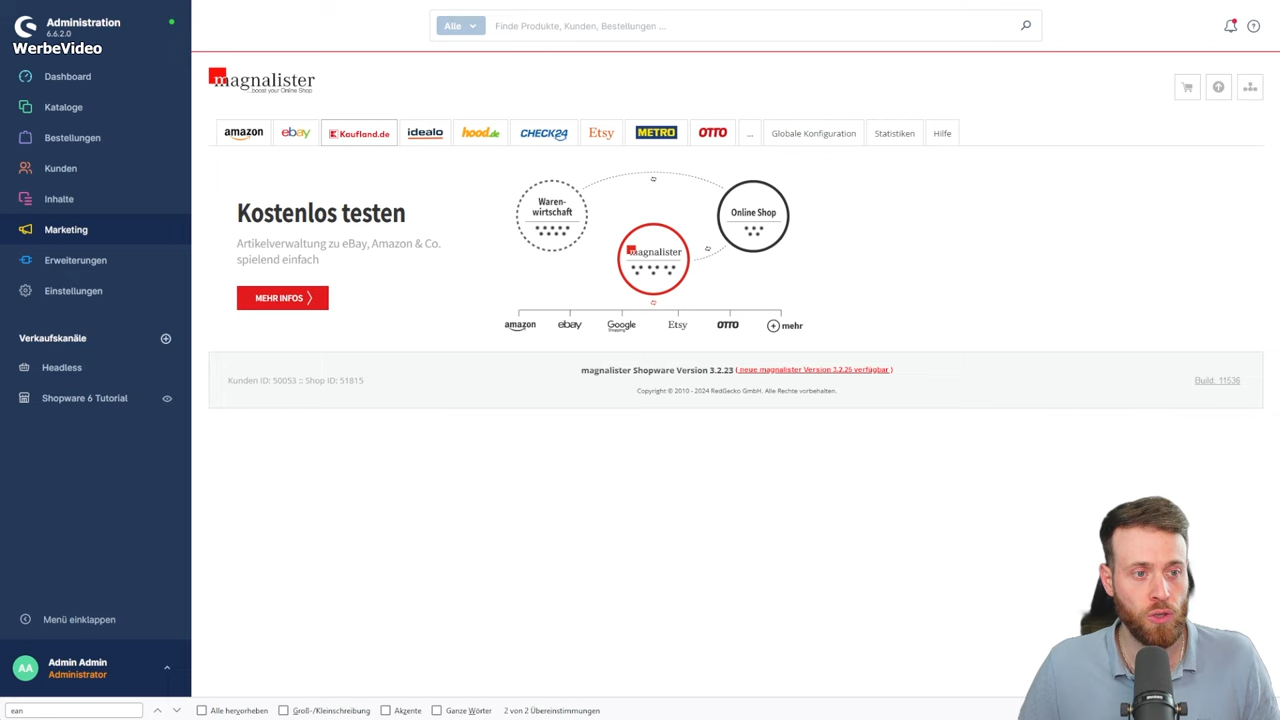 Administration
6.6.2.0
WerbeVideo
Dashboard
Kataloge
Bestellungen
Kunden
Inhalte
Marketing
Erweiterungen
Einstellungen
Verkaufskanäle
Headless
Shopware 6 Tutorial
Menü einklappen
AA
Admin Admin
Administrator
Alle
Finde Produkte, Kunden, Bestellungen ...
magnalister
boost your Online Shop
amazon
ebay
Kaufland.de
idealo
hood.de
CHECK24
Etsy
METRO
OTTO
...
Globale Konfiguration
Statistiken
Hilfe
Kostenlos testen
Artikelverwaltung zu eBay, Amazon & Co.
spielend einfach
MEHR INFOS
Waren-
wirtschaft
Online Shop
magnalister
amazon
ebay
Google
Shopping
Etsy
OTTO
mehr
Kunden ID: 50053 :: Shop ID: 51815
magnalister Shopware Version 3.2.23 ( neue magnalister Version 3.2.25 verfügbar )
Copyright © 2010 - 2024 RedGecko GmbH. Alle Rechte vorbehalten.
Build: 11536
ean
Alle hervorheben
Groß-/Kleinschreibung
Akzente
Ganze Wörter
2 von 2 Übereinstimmungen